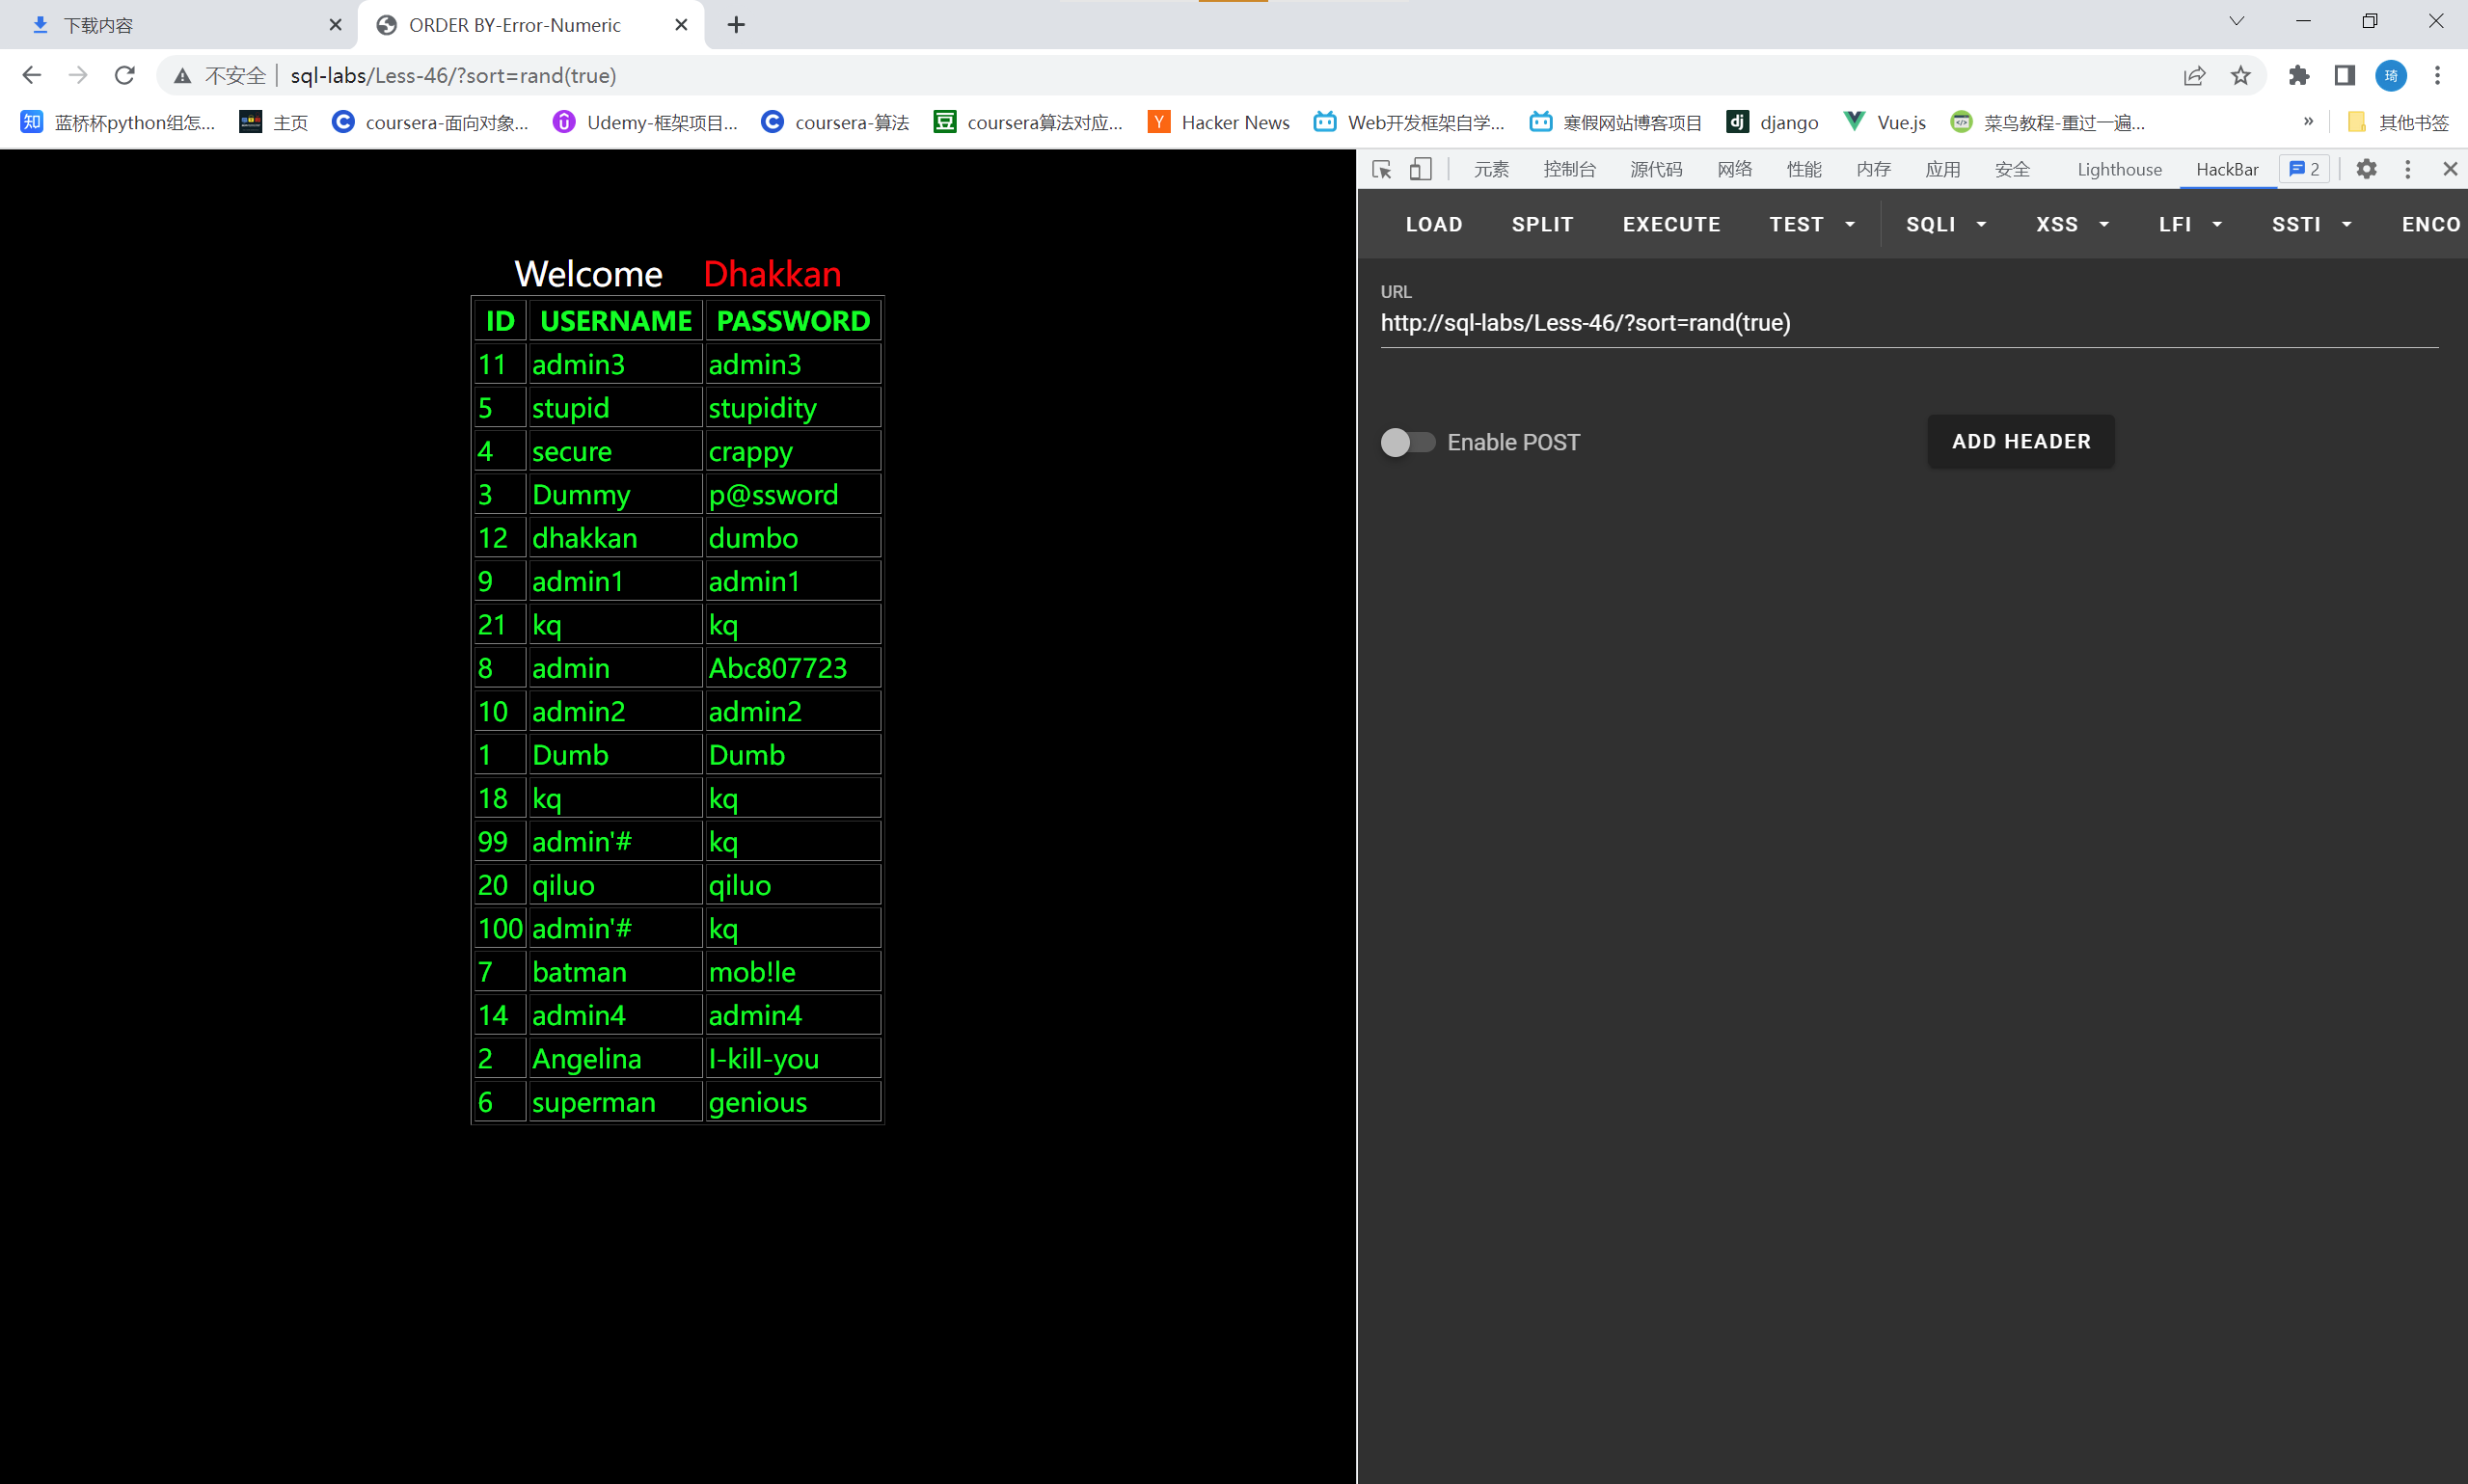 下载内容
ORDER BY-Error-Numeric
不安全 sql-labs/Less-46/?sort=rand(true)
琦
知 蓝桥杯python组怎... 主页 C coursera-面向对象... Udemy-框架项目... C coursera-算法 豆 coursera算法对应... Y Hacker News Web开发框架自学... 寒假网站博客项目 dj django Vue.js 菜鸟教程-重过一遍... » 其他书签
元素 控制台 源代码 网络 性能 内存 应用 安全 Lighthouse HackBar 2
LOAD SPLIT EXECUTE TEST SQLI XSS LFI SSTI ENCO
URL
http://sql-labs/Less-46/?sort=rand(true)
Enable POST ADD HEADER
Welcome Dhakkan
ID USERNAME PASSWORD
11 admin3 admin3
5 stupid stupidity
4 secure crappy
3 Dummy p@ssword
12 dhakkan dumbo
9 admin1 admin1
21 kq kq
8 admin Abc807723
10 admin2 admin2
1 Dumb Dumb
18 kq kq
99 admin'# kq
20 qiluo qiluo
100 admin'# kq
7 batman mob!le
14 admin4 admin4
2 Angelina I-kill-you
6 superman genious